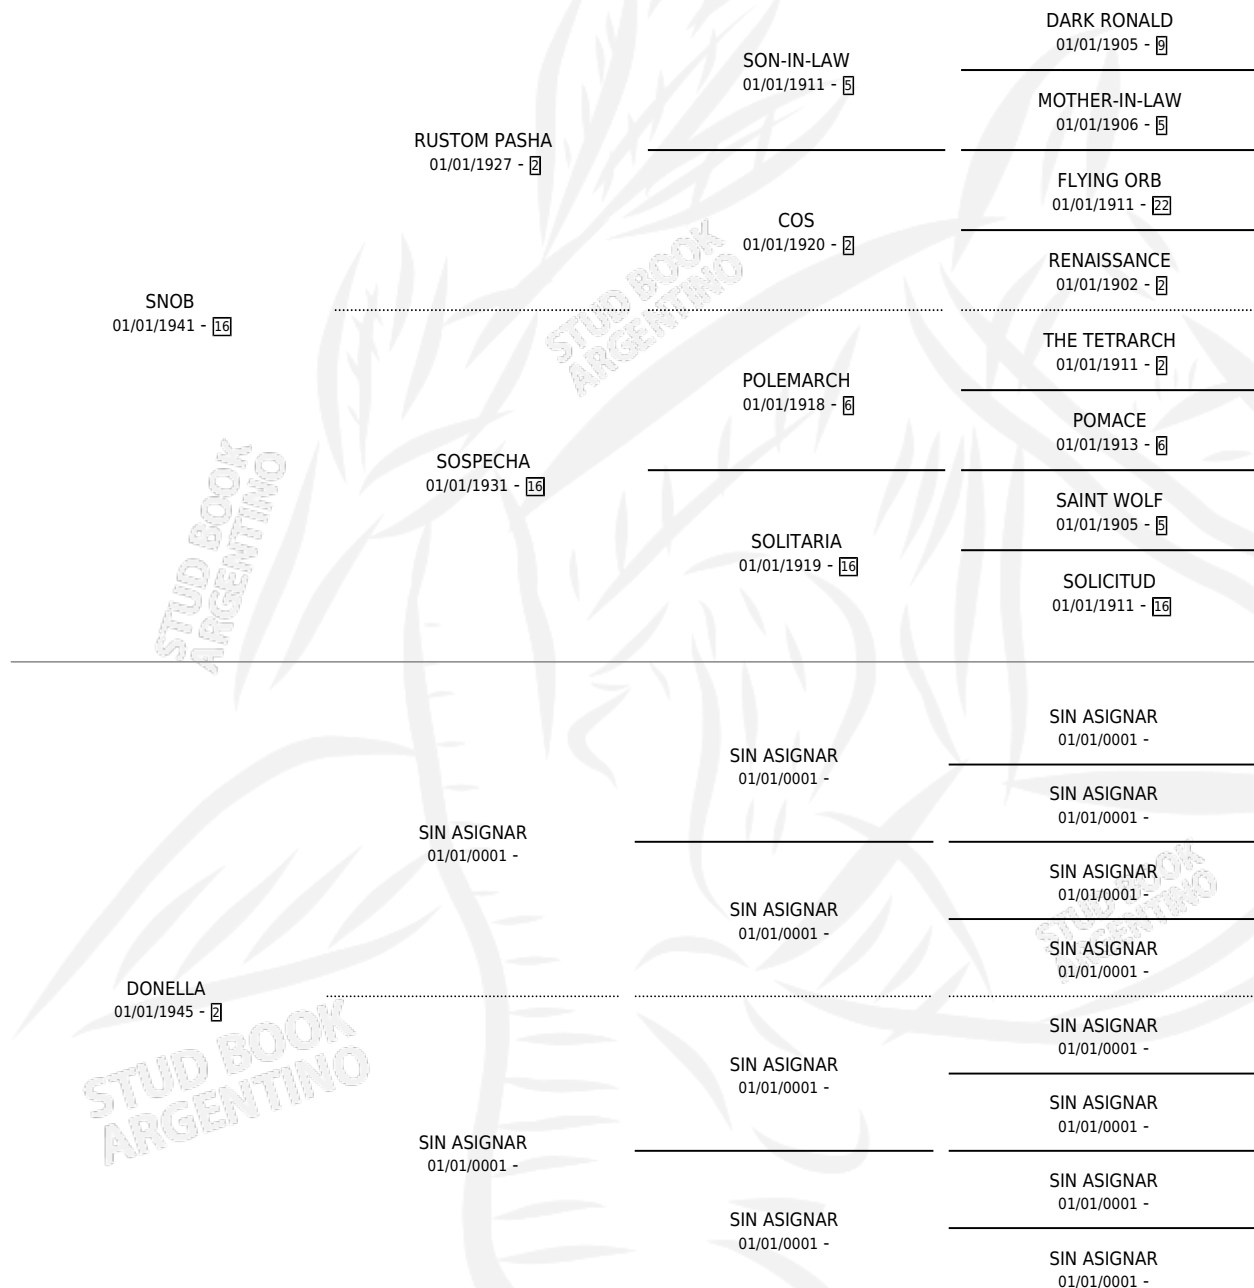 DARK RONALD
01/01/1905 - 9
SON-IN-LAW
01/01/1911 - 5
MOTHER-IN-LAW
01/01/1906 - 5
RUSTOM PASHA
01/01/1927 - 2
FLYING ORB
01/01/1911 - 22
COS
01/01/1920 - 2
RENAISSANCE
01/01/1902 - 2
SNOB
01/01/1941 - 16
THE TETRARCH
01/01/1911 - 2
POLEMARCH
01/01/1918 - 6
POMACE
01/01/1913 - 6
SOSPECHA
01/01/1931 - 16
SAINT WOLF
01/01/1905 - 5
SOLITARIA
01/01/1919 - 16
SOLICITUD
01/01/1911 - 16
SIN ASIGNAR
01/01/0001 -
SIN ASIGNAR
01/01/0001 -
SIN ASIGNAR
01/01/0001 -
SIN ASIGNAR
01/01/0001 -
SIN ASIGNAR
01/01/0001 -
SIN ASIGNAR
01/01/0001 -
SIN ASIGNAR
01/01/0001 -
DONELLA
01/01/1945 - 2
SIN ASIGNAR
01/01/0001 -
SIN ASIGNAR
01/01/0001 -
SIN ASIGNAR
01/01/0001 -
SIN ASIGNAR
01/01/0001 -
SIN ASIGNAR
01/01/0001 -
SIN ASIGNAR
01/01/0001 -
SIN ASIGNAR
01/01/0001 -
STUD BOOK
ARGENTINO
STUD BOOK
ARGENTINO
STUD BOOK
ARGENTINO
STUD BOOK
ARGENTINO